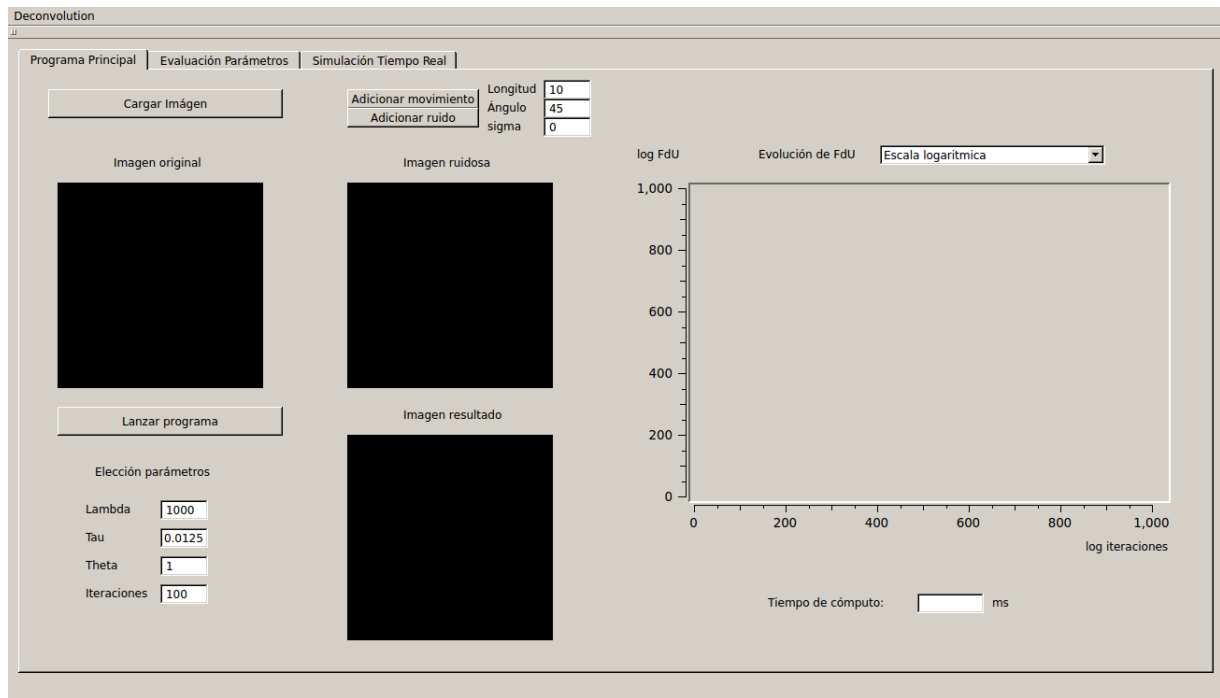 Deconvolution
Programa Principal
Evaluación Parámetros
Simulación Tiempo Real
Cargar Imágen
Adicionar movimiento
Adicionar ruido
Longitud 10
Ángulo 45
sigma 0
Imagen original
Imagen ruidosa
log FdU
Evolución de FdU
Escala logaritmica
1,000
800
600
400
200
0
0 200 400 600 800 1,000
log iteraciones
Lanzar programa
Imagen resultado
Elección parámetros
Lambda 1000
Tau 0.0125
Theta 1
Iteraciones 100
Tiempo de cómputo: ms